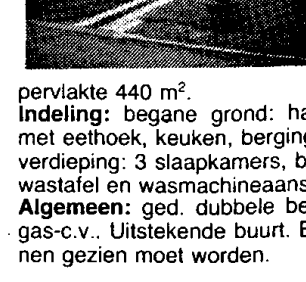 pervlakte 440 m².
Indeling: begane grond: ha
met eethoek, keuken, berging
verdieping: 3 slaapkamers, b
wastafel en wasmachineaans
Algemeen: ged. dubbele be
gas-c.v.. Uitstekende buurt. E
nen gezien moet worden.